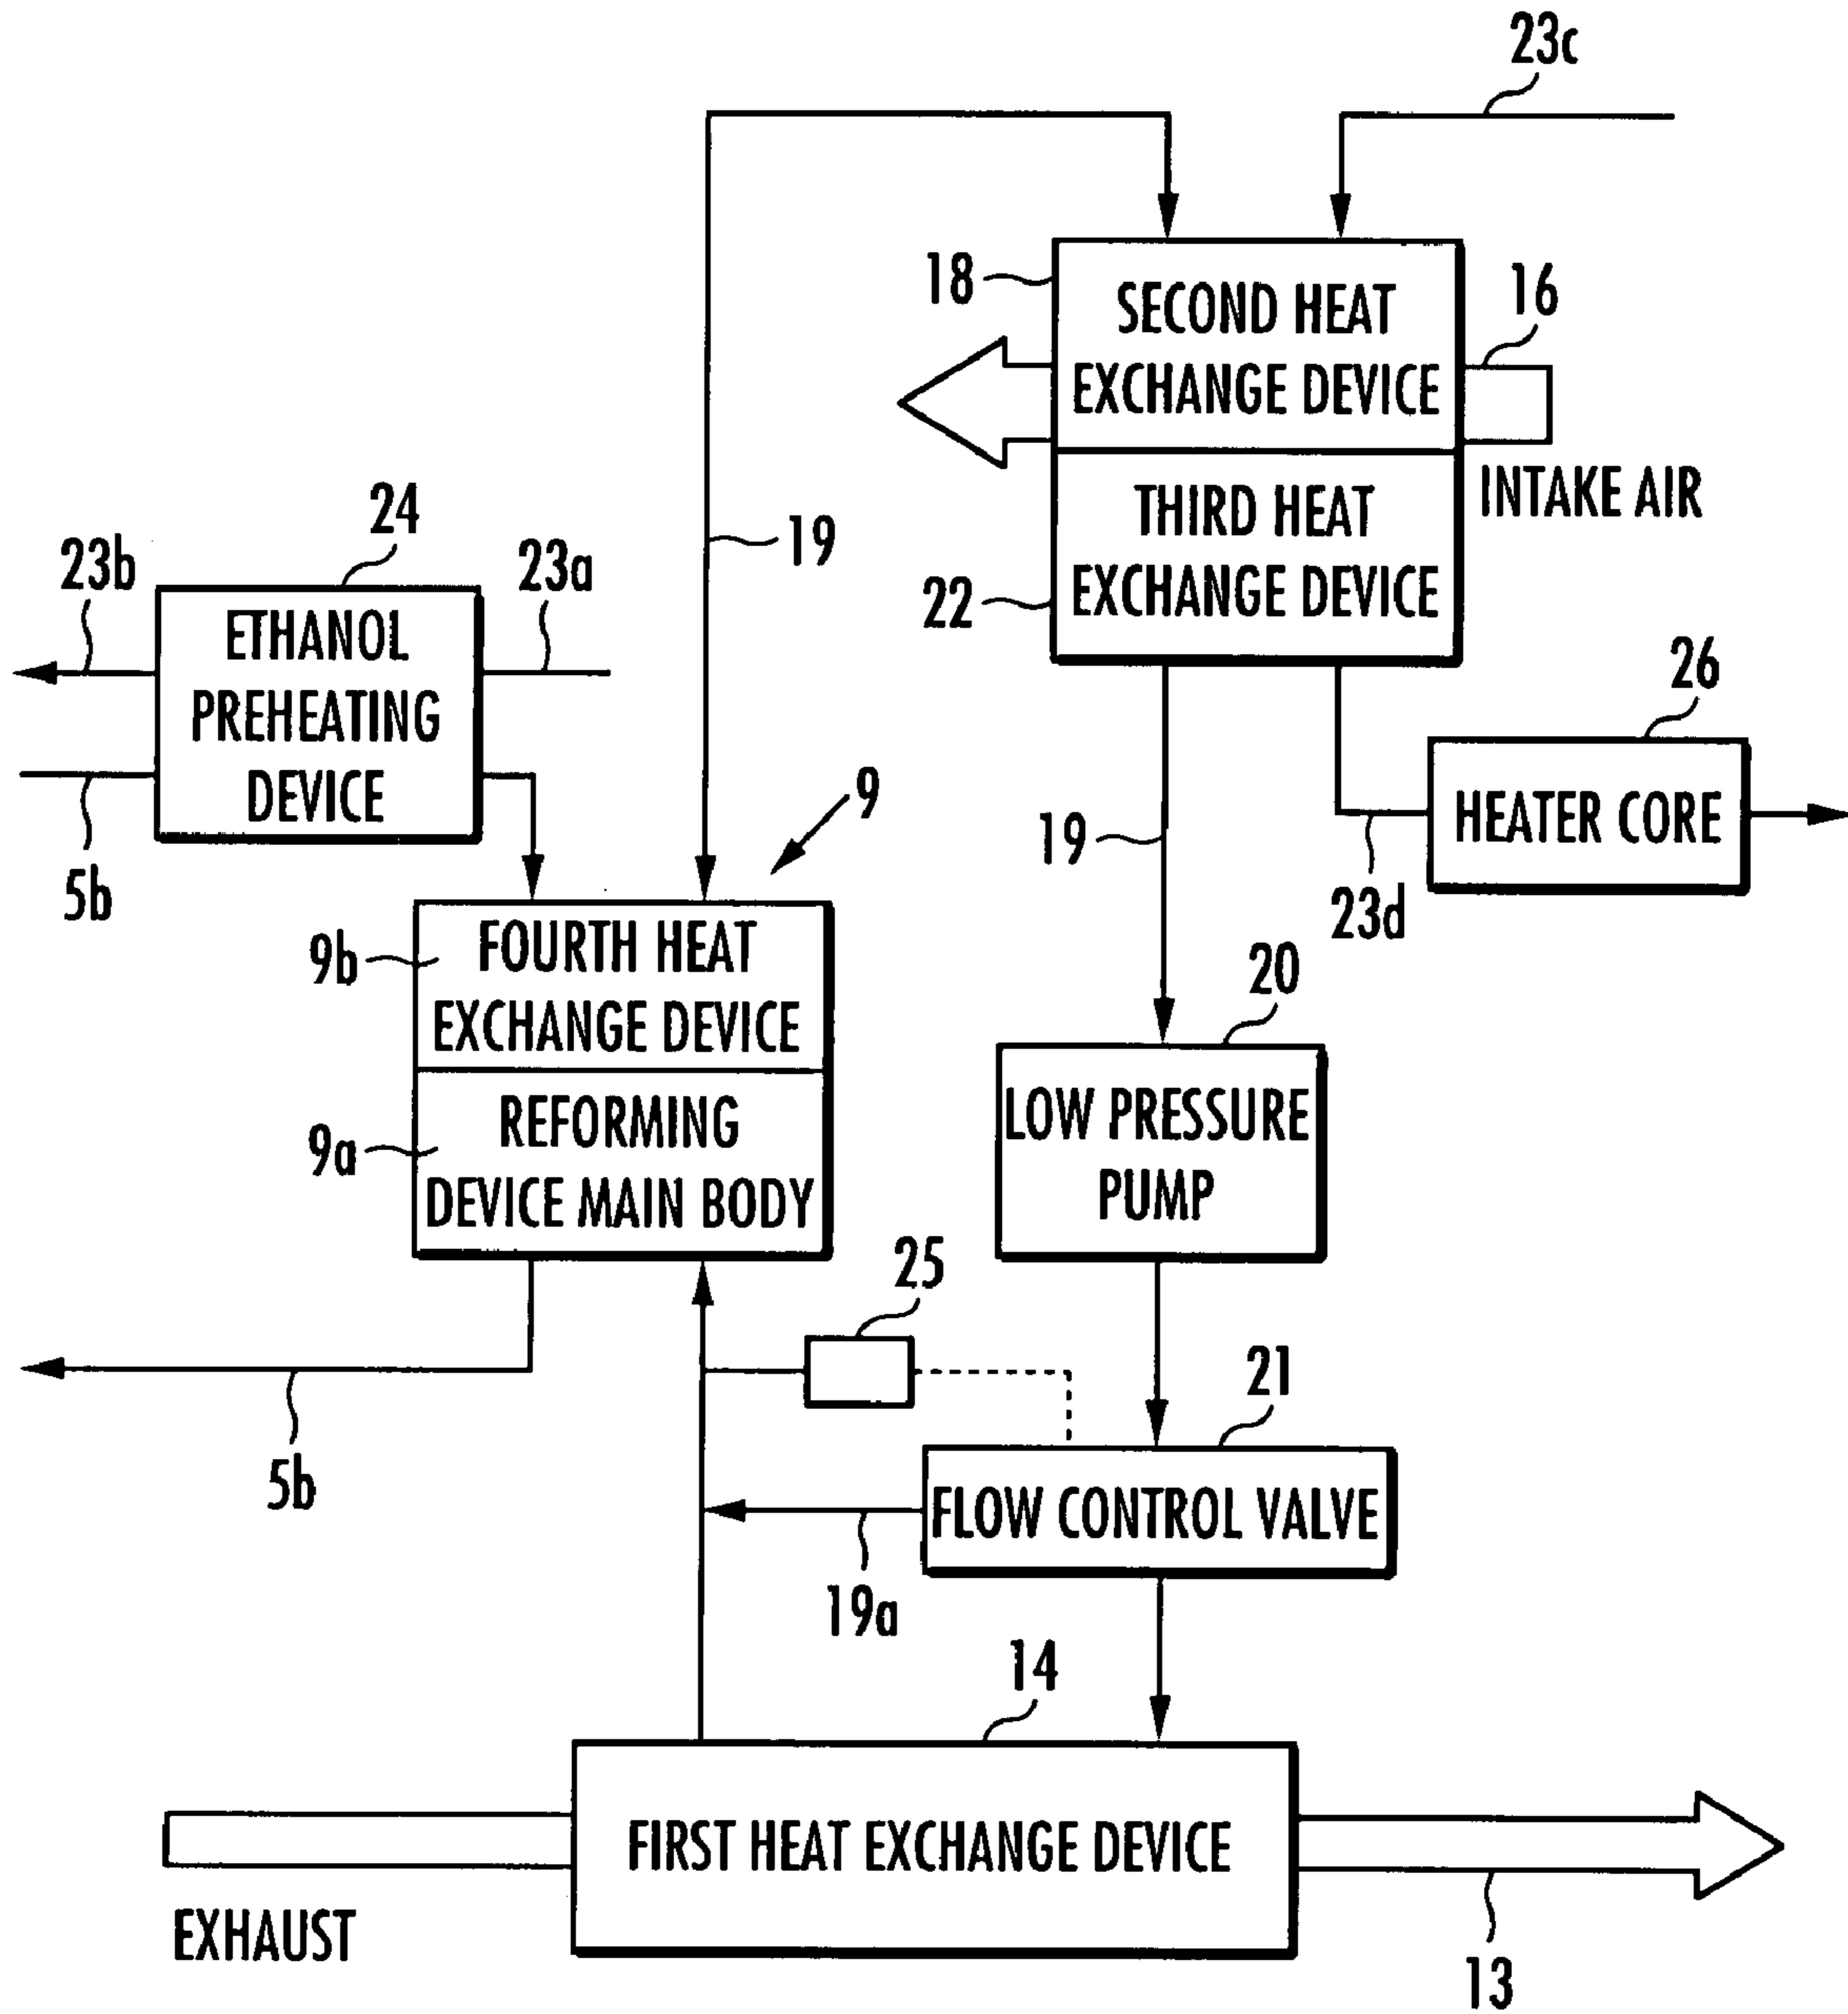 23c
18
SECOND HEAT
EXCHANGE DEVICE
16
INTAKE AIR
THIRD HEAT
EXCHANGE DEVICE
22
19
24
23b
23a
ETHANOL
PREHEATING
DEVICE
5b
26
HEATER CORE
19
23d
9
9b
FOURTH HEAT
EXCHANGE DEVICE
9a
REFORMING
DEVICE MAIN BODY
20
LOW PRESSURE
PUMP
25
5b
21
FLOW CONTROL VALVE
19a
14
FIRST HEAT EXCHANGE DEVICE
EXHAUST
13